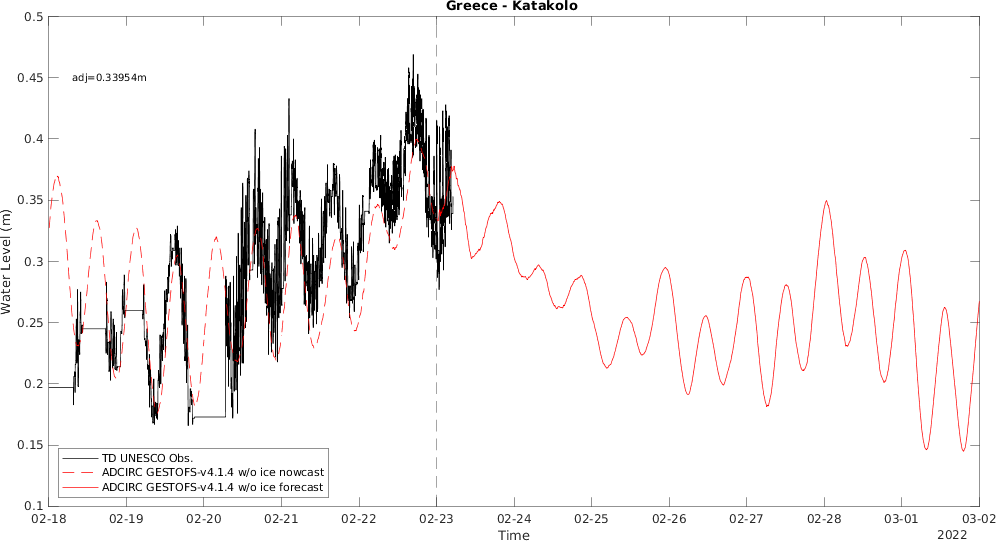 Greece - Katakolo
adj=0.33954m
Water Level (m)
0.5
0.45
0.4
0.35
0.3
0.25
0.2
0.15
0.1
TD UNESCO Obs.
ADCIRC GESTOFS-v4.1.4 w/o ice nowcast
ADCIRC GESTOFS-v4.1.4 w/o ice forecast
02-18 02-19 02-20 02-21 02-22 02-23 02-24 02-25 02-26 02-27 02-28 03-01 03-02
Time
2022